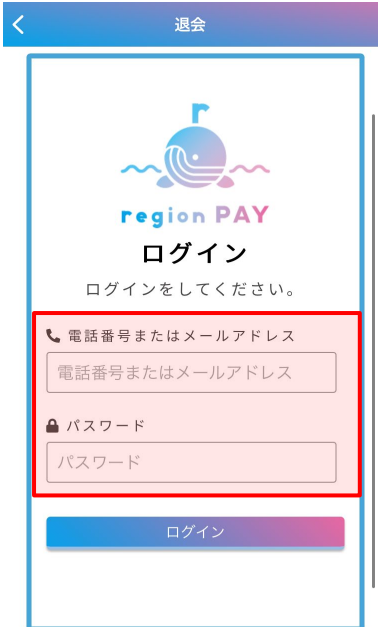 退会
r
region PAY
ログイン
ログインをしてください。
電話番号またはメールアドレス
電話番号またはメールアドレス
パスワード
パスワード
ログイン